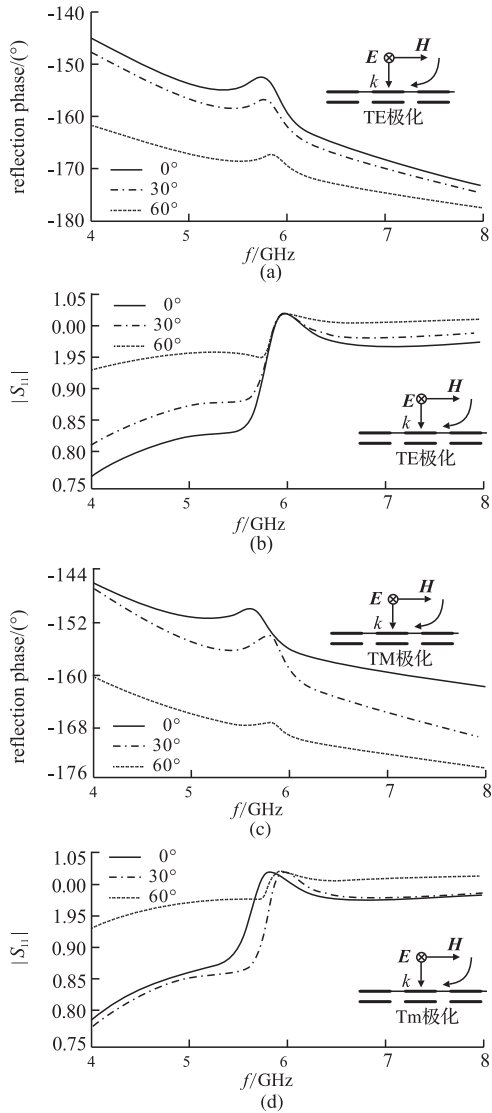 -140
-150
-160
-170
-180
reflection phase/(°)
0°
30°
60°
E H
k
TE极化
4 5 6 7 8
f/GHz
(a)
1.05
0.00
1.95
0.90
0.85
0.80
0.75
|S11|
0°
30°
60°
E H
k
TE极化
4 5 6 7 8
f/GHz
(b)
-144
-152
-160
-168
-176
reflection phase/(°)
0°
30°
60°
E H
k
TM极化
4 5 6 7 8
f/GHz
(c)
1.05
0.00
1.95
0.90
0.85
0.80
0.75
|S11|
0°
30°
60°
E H
k
Tm极化
4 5 6 7 8
f/GHz
(d)